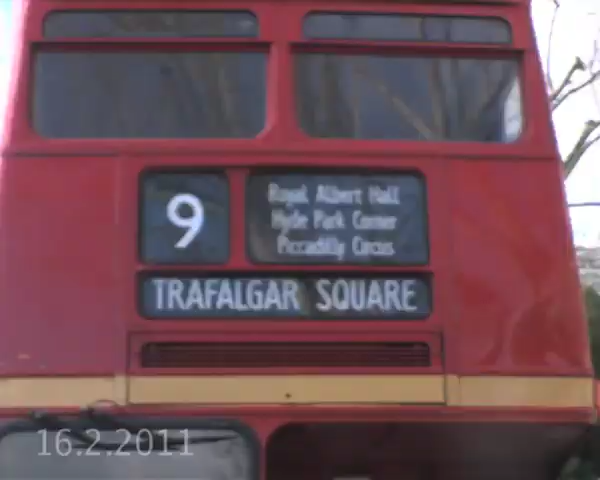 9
Royal Albert Hall
Hyde Park Corner
Piccadilly Circus
TRAFALGAR SQUARE
16.2.2011